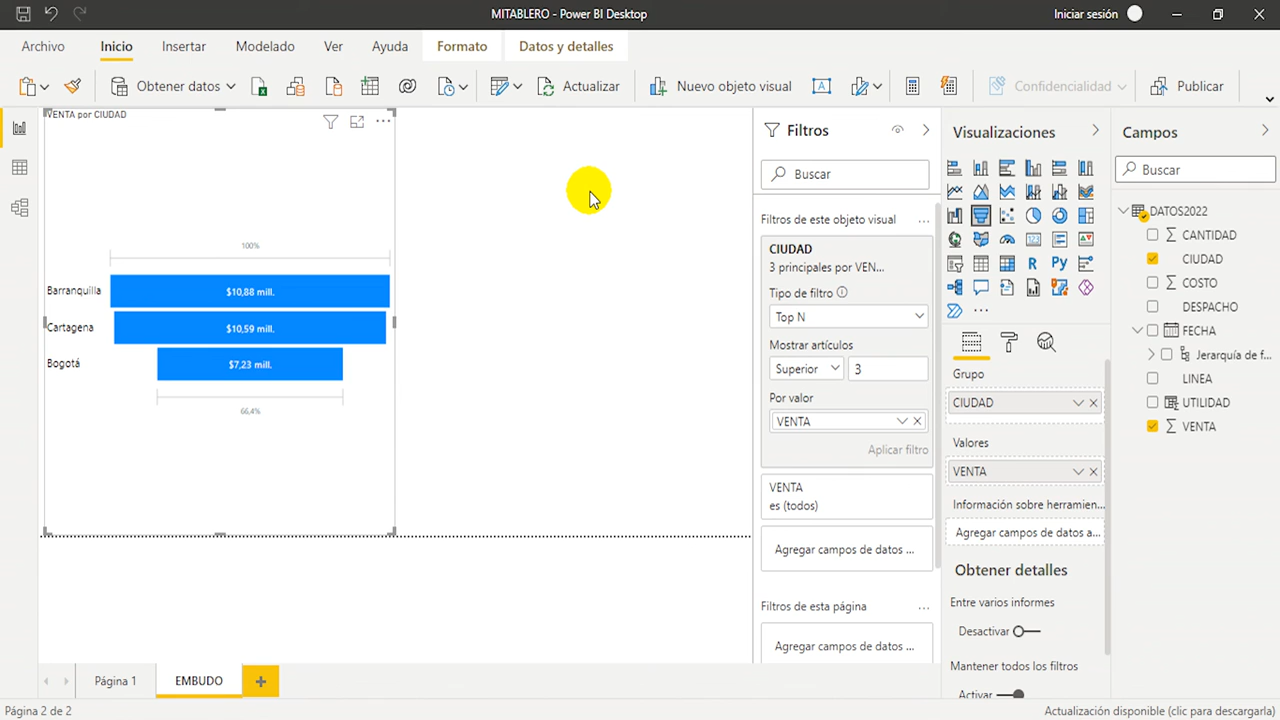 MITABLERO - Power BI Desktop
Iniciar sesión
Archivo
Inicio
Insertar
Modelado
Ver
Ayuda
Formato
Datos y detalles
Obtener datos
Actualizar
Nuevo objeto visual
Confidencialidad
Publicar
VENTA por CIUDAD
100%
Barranquilla
$10,88 mill.
Cartagena
$10,59 mill.
Bogotá
$7,23 mill.
66,4%
Filtros
Buscar
Filtros de este objeto visual
...
CIUDAD
3 principales por VEN...
Tipo de filtro
Top N
Mostrar artículos
Superior
3
Por valor
VENTA
Aplicar filtro
VENTA
es (todos)
Agregar campos de datos ...
Filtros de esta página
...
Agregar campos de datos ...
Visualizaciones
R
Py
123
...
Grupo
CIUDAD
Valores
VENTA
Información sobre herramien...
Agregar campos de datos a...
Obtener detalles
Entre varios informes
Desactivar
Mantener todos los filtros
Activar
Campos
Buscar
DATOS2022
CANTIDAD
CIUDAD
COSTO
DESPACHO
FECHA
Jerarquía de f...
LINEA
UTILIDAD
VENTA
Página 1
EMBUDO
+
Página 2 de 2
Actualización disponible (clic para descargarla)